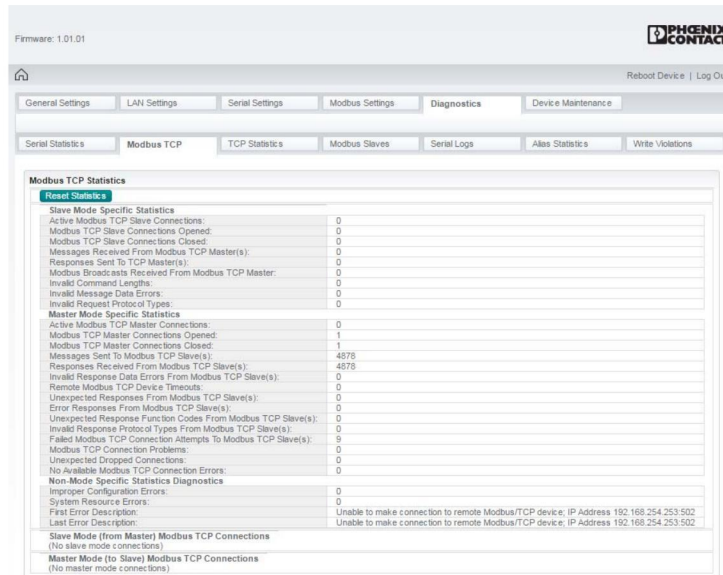 Firmware: 1.01.01
PHŒNIX
CONTACT
Reboot Device | Log Ou
General Settings LAN Settings Serial Settings Modbus Settings Diagnostics Device Maintenance
Serial Statistics Modbus TCP TCP Statistics Modbus Slaves Serial Logs Alias Statistics Write Violations
Modbus TCP Statistics
Reset Statistics
Slave Mode Specific Statistics
Active Modbus TCP Slave Connections: 0
Modbus TCP Slave Connections Opened: 0
Modbus TCP Slave Connections Closed: 0
Messages Received From Modbus TCP Master(s): 0
Responses Sent To TCP Master(s): 0
Modbus Broadcasts Received From Modbus TCP Master: 0
Invalid Command Lengths: 0
Invalid Message Data Errors: 0
Invalid Request Protocol Types: 0
Master Mode Specific Statistics
Active Modbus TCP Master Connections: 0
Modbus TCP Master Connections Opened: 1
Modbus TCP Master Connections Closed: 1
Messages Sent To Modbus TCP Slave(s): 4878
Responses Received From Modbus TCP Slave(s): 4878
Invalid Response Data Errors From Modbus TCP Slave(s): 0
Remote Modbus TCP Device Timeouts: 0
Unexpected Responses From Modbus TCP Slave(s): 0
Error Responses From Modbus TCP Slave(s): 0
Unexpected Response Function Codes From Modbus TCP Slave(s): 0
Invalid Response Protocol Types From Modbus TCP Slave(s): 0
Failed Modbus TCP Connection Attempts To Modbus TCP Slave(s): 9
Modbus TCP Connection Problems: 0
Unexpected Dropped Connections: 0
No Available Modbus TCP Connection Errors: 0
Non-Mode Specific Statistics Diagnostics
Improper Configuration Errors: 0
System Resource Errors: 0
First Error Description: Unable to make connection to remote Modbus/TCP device; IP Address 192.168.254.253:502
Last Error Description: Unable to make connection to remote Modbus/TCP device; IP Address 192.168.254.253:502
Slave Mode (from Master) Modbus TCP Connections
(No slave mode connections)
Master Mode (to Slave) Modbus TCP Connections
(No master mode connections)